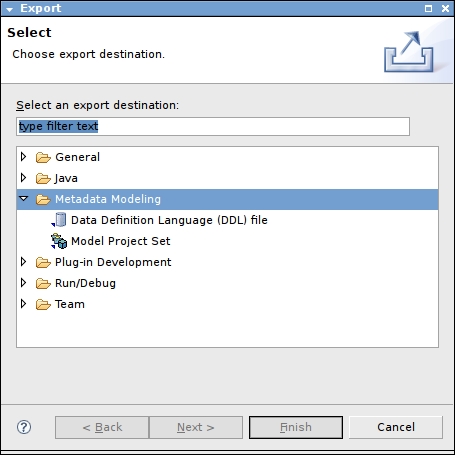 Export
Select
Choose export destination.
Select an export destination:
type filter text
General
Java
Metadata Modeling
Data Definition Language (DDL) file
Model Project Set
Plug-in Development
Run/Debug
Team
?
< Back
Next >
Finish
Cancel